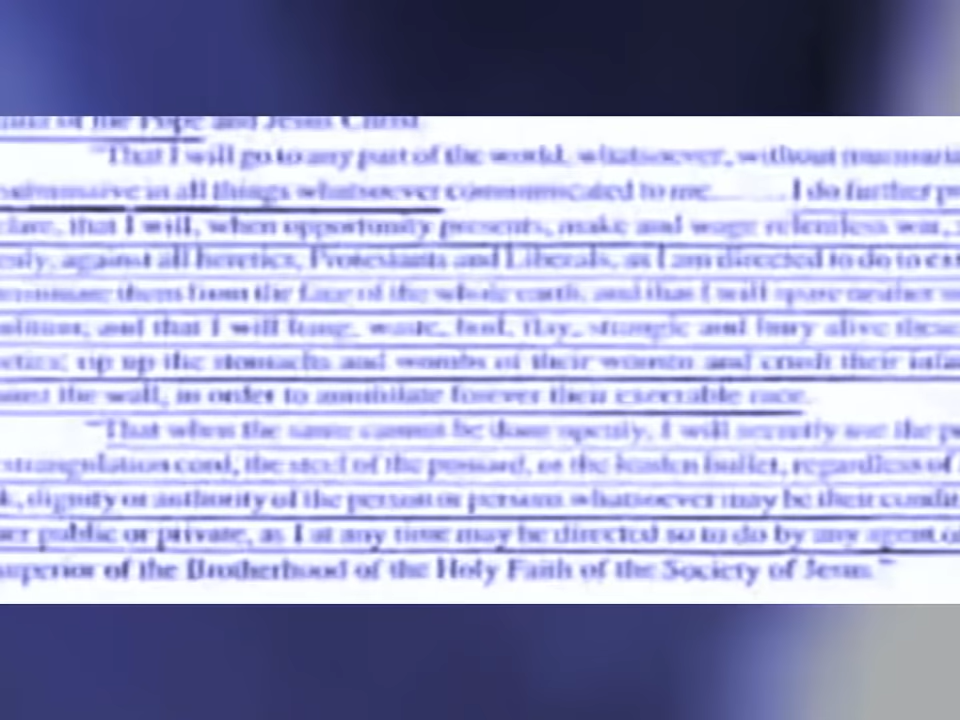 of the Pope and Jesus Christ.
"That I will go to any part of the world, whatsoever, without
in all things whatsoever communicated to me........ I do further
that I will, when opportunity presents, make and wage relentless war,
against all heretics, Protestants and Liberals, as I am directed to do to
them from the face of the whole earth, and that I will spare neither
and that I will hang, waste, boil, flay, strangle and bury alive these
rip up the stomachs and wombs of their women and crush their
the wall, in order to annihilate forever their execrable race.
"That when the same cannot be done openly, I will secretly use the
strangulation cord, the steel of the poniard, or the leaden bullet, regardless of
dignity or authority of the person or persons whatsoever may be their
public or private, as I at any time may be directed so to do by any agent of
superior of the Brotherhood of the Holy Faith of the Society of Jesus."